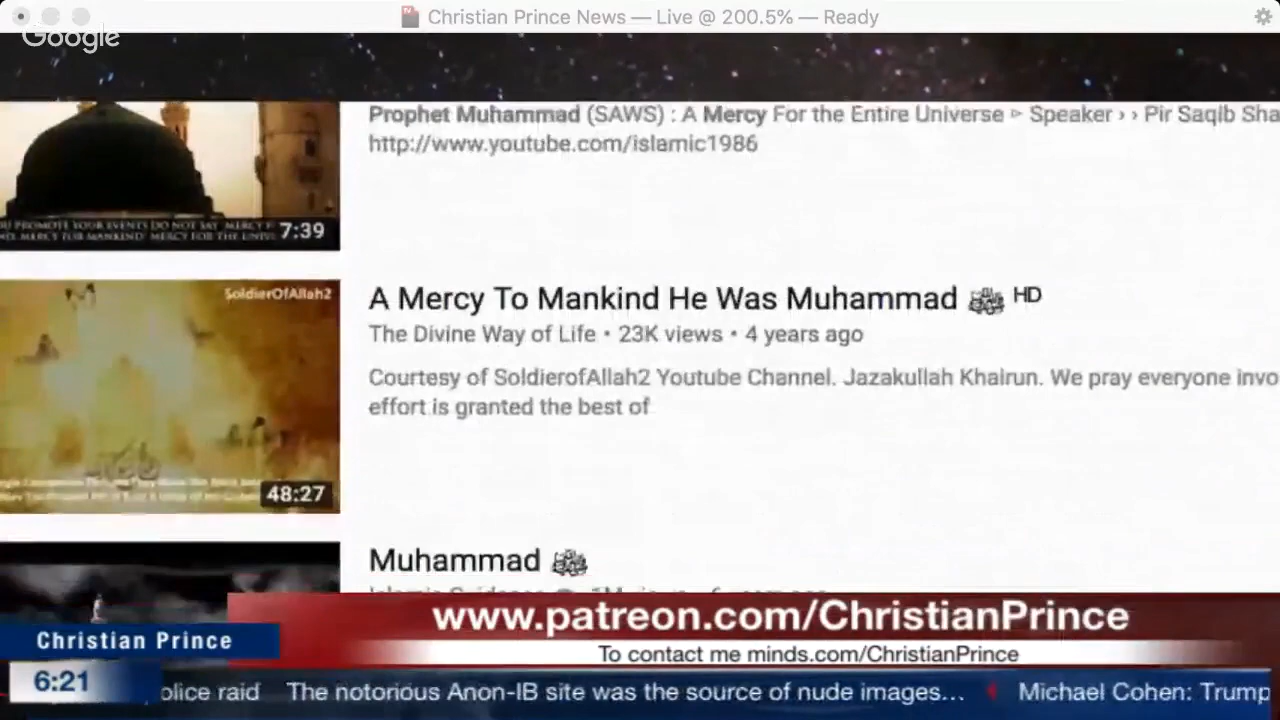 Christian Prince News — Live @ 200.5% — Ready
Google
Prophet Muhammad (SAWS) : A Mercy For the Entire Universe ▹ Speaker › › Pir Saqib Sha
http://www.youtube.com/islamic1986
7:39
SoldierOfAllah2
A Mercy To Mankind He Was Muhammad ﷺ HD
The Divine Way of Life • 23K views • 4 years ago
Courtesy of SoldierofAllah2 Youtube Channel. Jazakullah Khairun. We pray everyone invo
effort is granted the best of
48:27
Muhammad ﷺ
www.patreon.com/ChristianPrince
Christian Prince
To contact me minds.com/ChristianPrince
6:21
olice raid The notorious Anon-IB site was the source of nude images... Michael Cohen: Trump